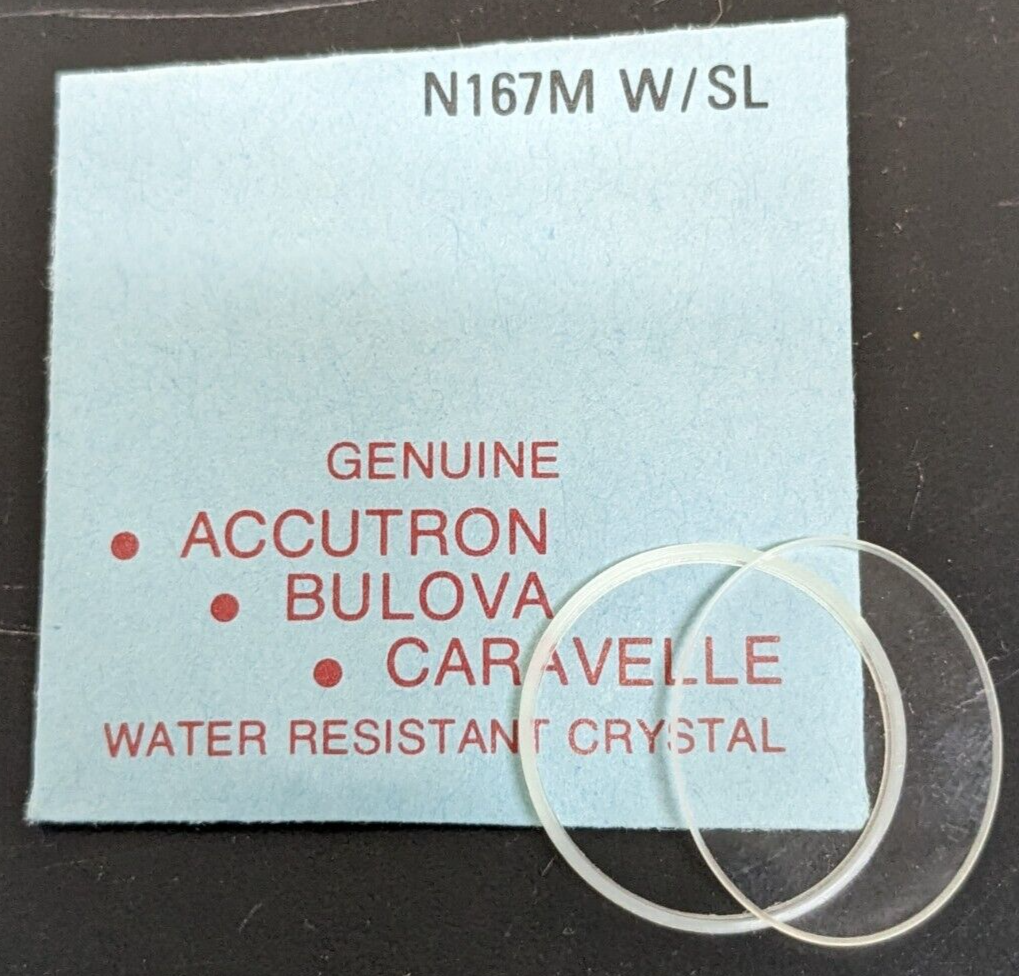 N167M W/SL
GENUINE
• ACCUTRON
• BULOVA
• CARAVELLE
WATER RESISTANT CRYSTAL